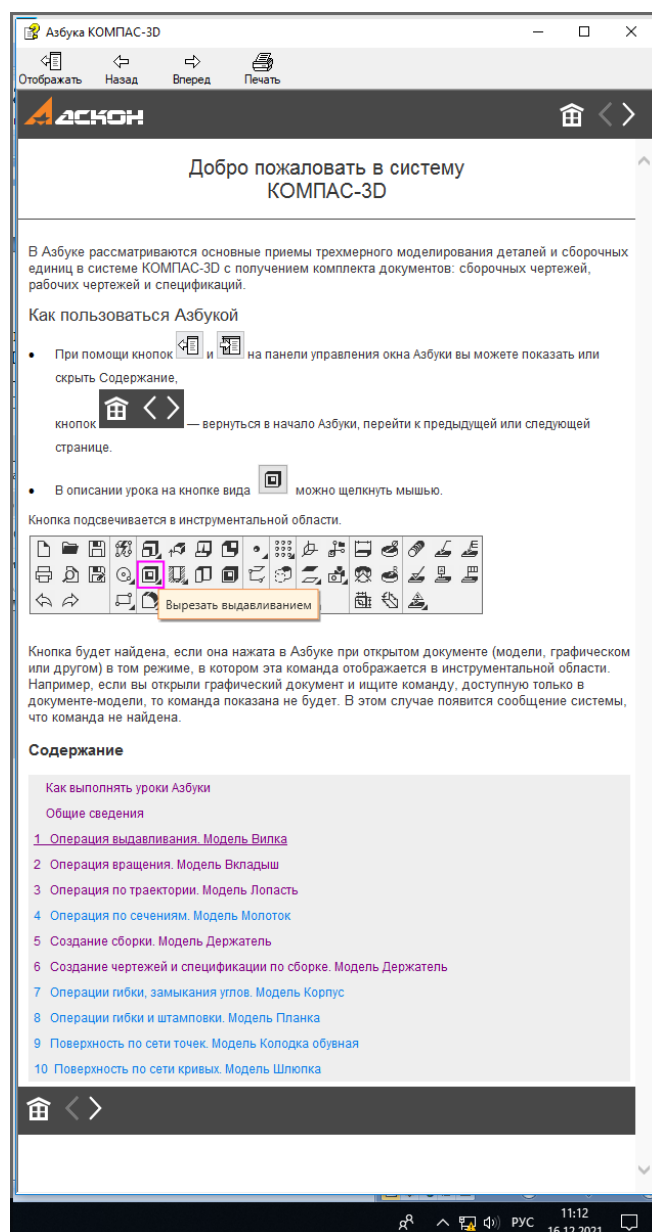 Азбука КОМПАС-3D
Отображать Назад Вперед Печать
АСКОН
Добро пожаловать в систему
КОМПАС-3D
В Азбуке рассматриваются основные приемы трехмерного моделирования деталей и сборочных
единиц в системе КОМПАС-3D с получением комплекта документов: сборочных чертежей,
рабочих чертежей и спецификаций.
Как пользоваться Азбукой
• При помощи кнопок и на панели управления окна Азбуки вы можете показать или
скрыть Содержание,
кнопок — вернуться в начало Азбуки, перейти к предыдущей или следующей
странице.
• В описании урока на кнопке вида можно щелкнуть мышью.
Кнопка подсвечивается в инструментальной области.
Вырезать выдавливанием
Кнопка будет найдена, если она нажата в Азбуке при открытом документе (модели, графическом
или другом) в том режиме, в котором эта команда отображается в инструментальной области.
Например, если вы открыли графический документ и ищите команду, доступную только в
документе-модели, то команда показана не будет. В этом случае появится сообщение системы,
что команда не найдена.
Содержание
Как выполнять уроки Азбуки
Общие сведения
1 Операция выдавливания. Модель Вилка
2 Операция вращения. Модель Вкладыш
3 Операция по траектории. Модель Лопасть
4 Операция по сечениям. Модель Молоток
5 Создание сборки. Модель Держатель
6 Создание чертежей и спецификации по сборке. Модель Держатель
7 Операции гибки, замыкания углов. Модель Корпус
8 Операции гибки и штамповки. Модель Планка
9 Поверхность по сети точек. Модель Колодка обувная
10 Поверхность по сети кривых. Модель Шлюпка
РУС 11:12
16.12.2021